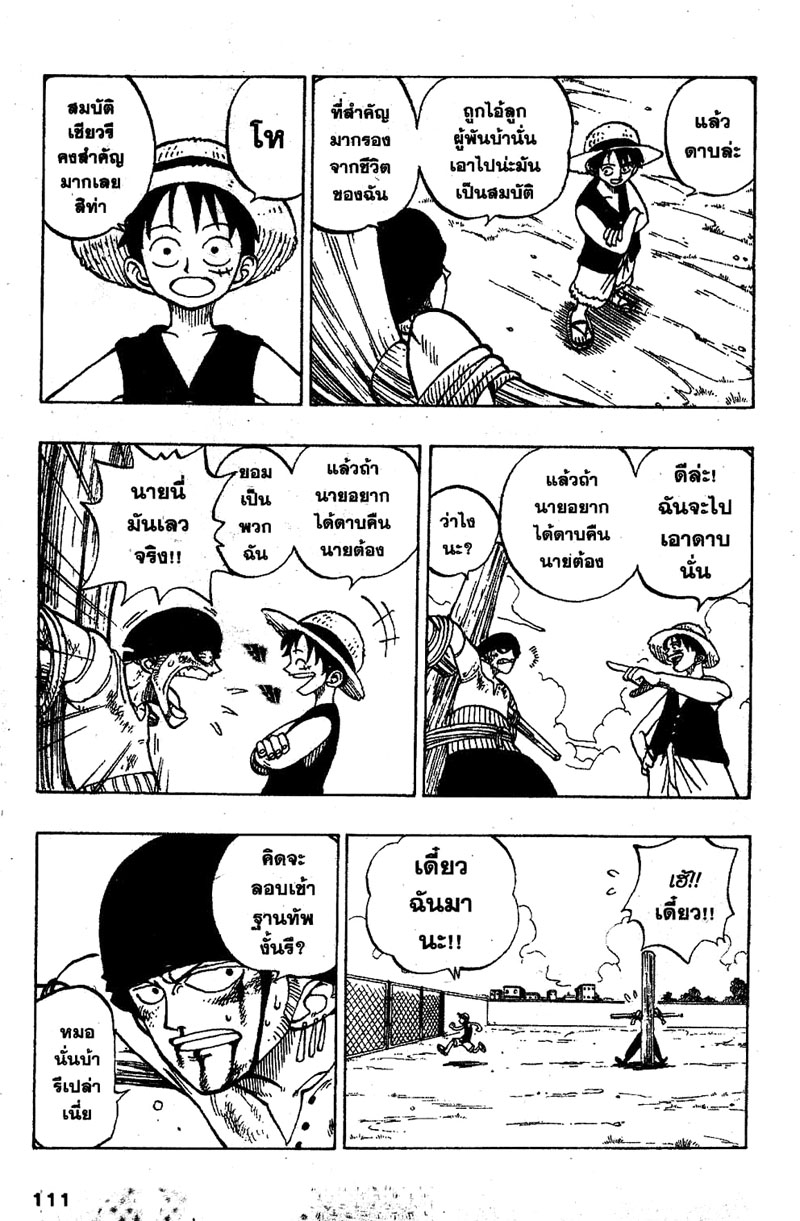 แล้ว
ดาบล่ะ
ถูกไอ้ลูก
ผู้พันบ้านั่น
เอาไปน่ะมัน
เป็นสมบัติ
ที่สำคัญ
มากรอง
จากชีวิต
ของฉัน
โห
สมบัติ
เชียวรึ
คงสำคัญ
มากเลย
สิท่า
ดีล่ะ!
ฉันจะไป
เอาดาบ
นั่น
แล้วถ้า
นายอยาก
ได้ดาบคืน
นายต้อง
ว่าไง
นะ?
แล้วถ้า
นายอยาก
ได้ดาบคืน
นายต้อง
ยอม
เป็น
พวก
ฉัน
นายนี่
มันเลว
จริง!!
เฮ้!!
เดี๋ยว!!
เดี๋ยว
ฉันมา
นะ!!
คิดจะ
ลอบเข้า
ฐานทัพ
งั้นรึ?
หมอ
นั่นบ้า
รึเปล่า
เนี่ย
111